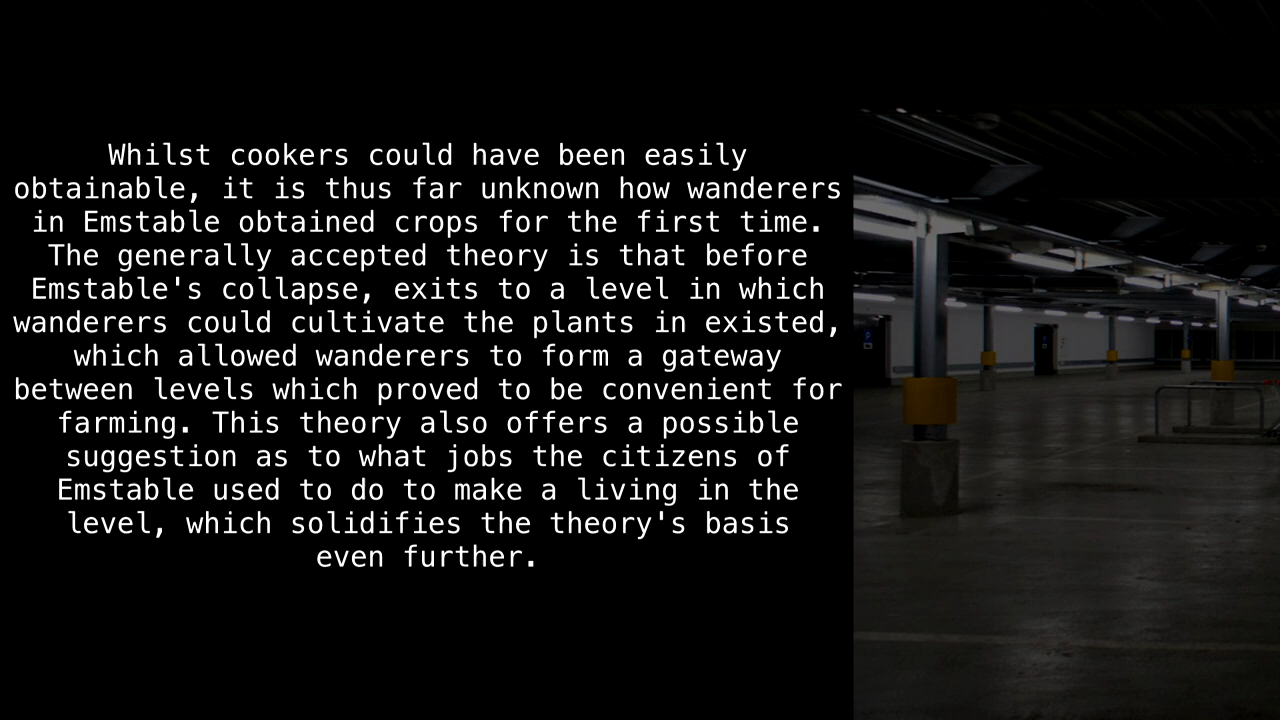 Whilst cookers could have been easily
obtainable, it is thus far unknown how wanderers
in Emstable obtained crops for the first time.
The generally accepted theory is that before
Emstable's collapse, exits to a level in which
wanderers could cultivate the plants in existed,
which allowed wanderers to form a gateway
between levels which proved to be convenient for
farming. This theory also offers a possible
suggestion as to what jobs the citizens of
Emstable used to do to make a living in the
level, which solidifies the theory's basis
even further.